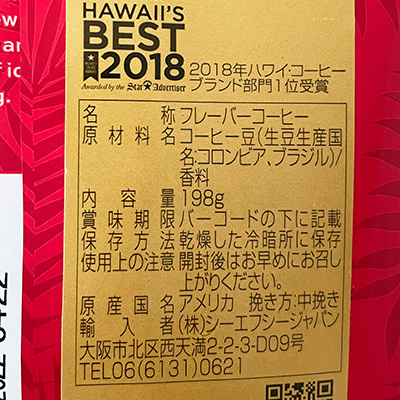 HAWAII'S
BEST
2018
Awarded by the Star Advertiser
2018年ハワイ・コーヒー
ブランド部門1位受賞
名称 フレーバーコーヒー
原材料名 コーヒー豆(生豆生産国
名:コロンビア、ブラジル)/
香料
内容量 198g
賞味期限 バーコードの下に記載
保存方法 乾燥した冷暗所に保存
使用上の注意 開封後はお早めにお召し
上がりください。
原産国名 アメリカ 挽き方:中挽き
輸入者 (株)シーエフシージャパン
大阪市北区西天満2-2-3-D09号
TEL06(6131)0621